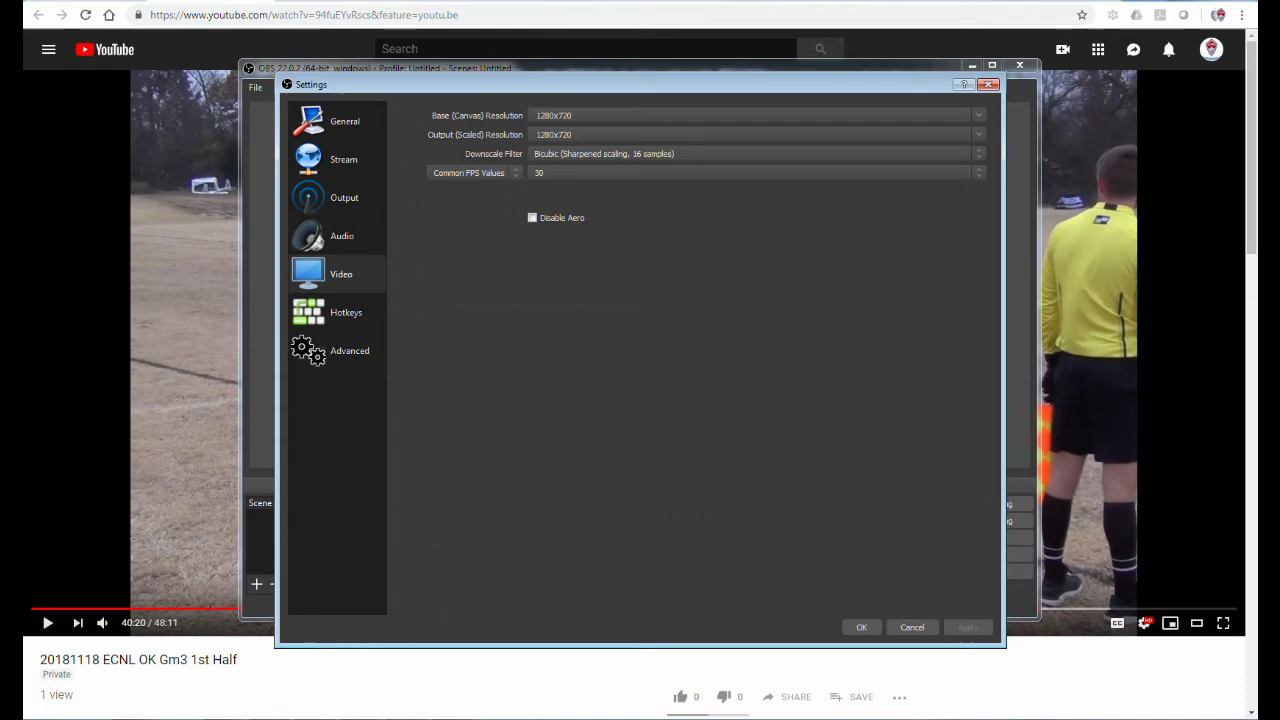 https://www.youtube.com/watch?v=94fuEYvRscs&feature=youtu.be
YouTube
Search
OBS 22.0.2 (64-bit, windows) - Profile: Untitled - Scenes: Untitled
File
Settings
General
Stream
Output
Audio
Video
Hotkeys
Advanced
Base (Canvas) Resolution 1280x720
Output (Scaled) Resolution 1280x720
Downscale Filter Bicubic (Sharpened scaling, 16 samples)
Common FPS Values 30
Disable Aero
Scene
OK Cancel Apply
40:20 / 48:11
CC HD
20181118 ECNL OK Gm3 1st Half
Private
1 view
0 0 SHARE SAVE